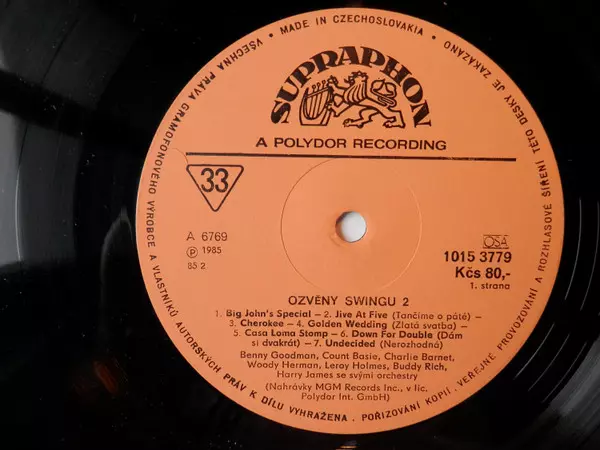 • MADE IN CZECHOSLOVAKIA •
VŠECHNA PRÁVA GRAMOFONOVÉHO VÝROBCE A VLASTNÍKŮ AUTORSKÝCH PRÁV K DÍLU VYHRAŽENA. POŘIZOVÁNÍ KOPIÍ, VEŘEJNÉ PROVOZOVÁNÍ A ROZHLASOVÉ ŠÍŘENÍ TÉTO DESKY JE ZAKÁZÁNO
SUPRAPHON
A POLYDOR RECORDING
33
A 6769
℗ 1985
85 2
OSA
1015 3779
Kčs 80,-
1. strana
OZVĚNY SWINGU 2
1. Big John's Special – 2. Jive At Five (Tančíme o páté) –
3. Cherokee – 4. Golden Wedding (Zlatá svatba) –
5. Casa Loma Stomp – 6. Down For Double (Dám
si dvakrát) – 7. Undecided (Nerozhodná)
Benny Goodman, Count Basie, Charlie Barnet,
Woody Herman, Leroy Holmes, Buddy Rich,
Harry James se svými orchestry
(Nahrávky MGM Records Inc., v lic.
Polydor Int. GmbH)